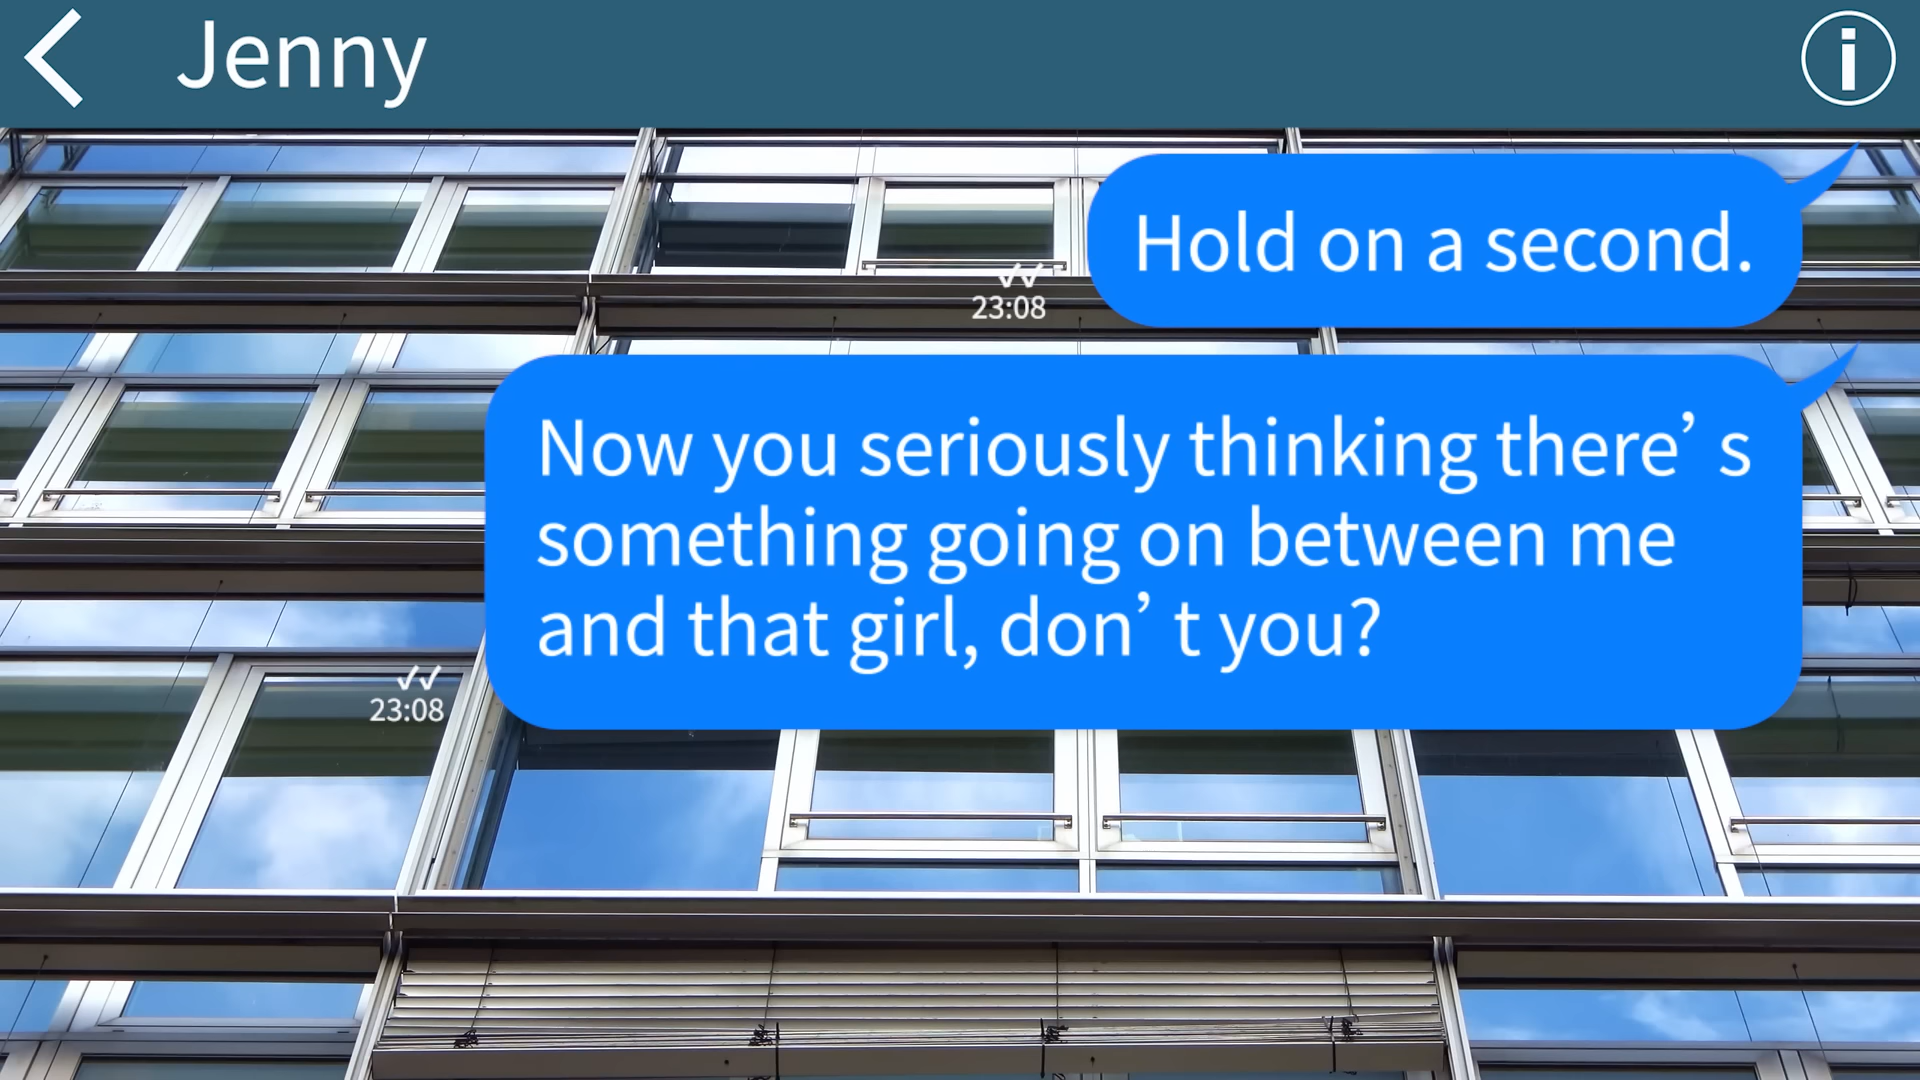 Jenny
Hold on a second.
23:08
Now you seriously thinking there’s
something going on between me
and that girl, don’t you?
23:08